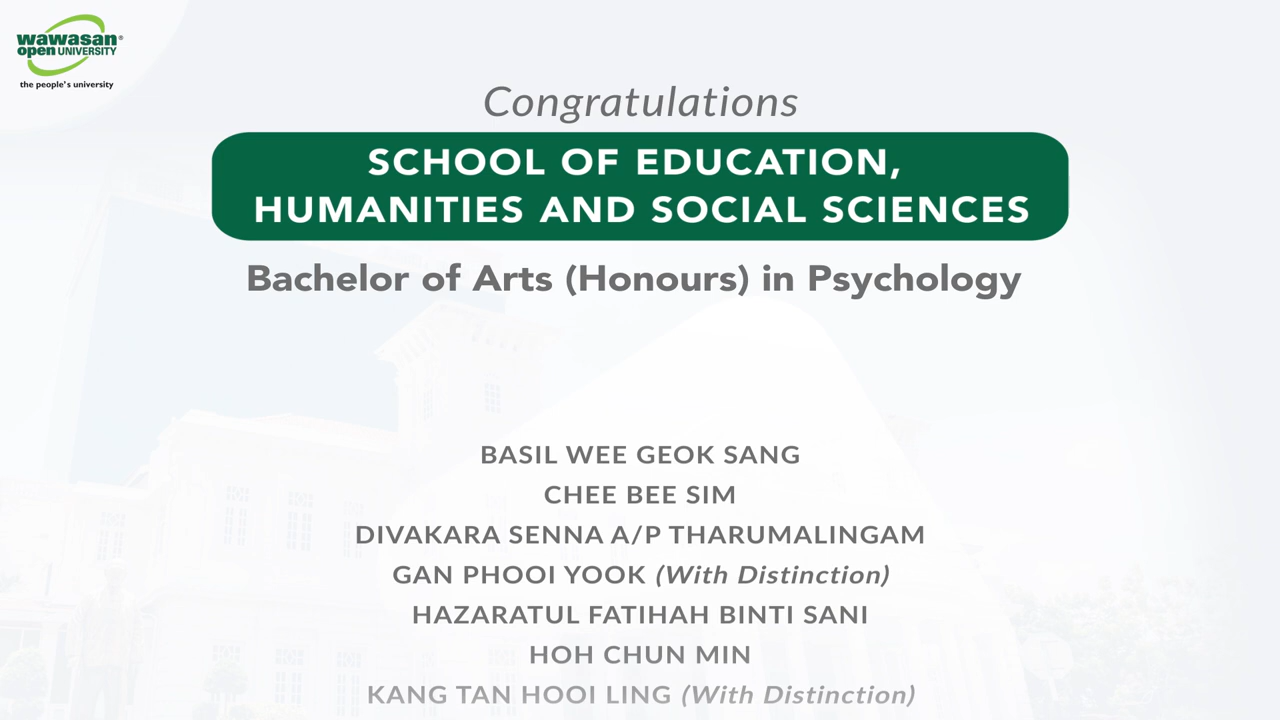 wawasan®
open UNIVERSITY
the people's university
Congratulations
SCHOOL OF EDUCATION,
HUMANITIES AND SOCIAL SCIENCES
Bachelor of Arts (Honours) in Psychology
BASIL WEE GEOK SANG
CHEE BEE SIM
DIVAKARA SENNA A/P THARUMALINGAM
GAN PHOOI YOOK (With Distinction)
HAZARATUL FATIHAH BINTI SANI
HOH CHUN MIN
KANG TAN HOOI LING (With Distinction)